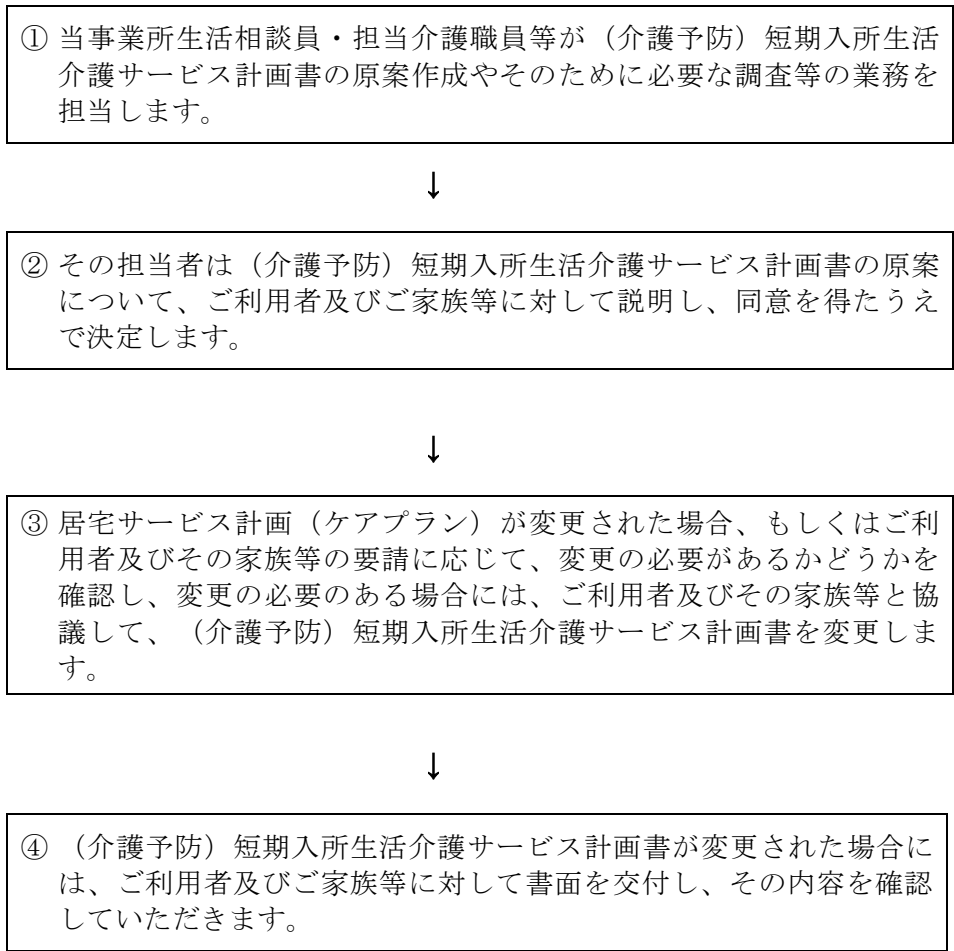 ① 当事業所生活相談員・担当介護職員等が（介護予防）短期入所生活
介護サービス計画書の原案作成やそのために必要な調査等の業務を
担当します。
↓
② その担当者は（介護予防）短期入所生活介護サービス計画書の原案
について、ご利用者及びご家族等に対して説明し、同意を得たうえ
で決定します。
↓
③ 居宅サービス計画（ケアプラン）が変更された場合、もしくはご利
用者及びその家族等の要請に応じて、変更の必要があるかどうかを
確認し、変更の必要のある場合には、ご利用者及びその家族等と協
議して、（介護予防）短期入所生活介護サービス計画書を変更しま
す。
↓
④ （介護予防）短期入所生活介護サービス計画書が変更された場合に
は、ご利用者及びご家族等に対して書面を交付し、その内容を確認
していただきます。